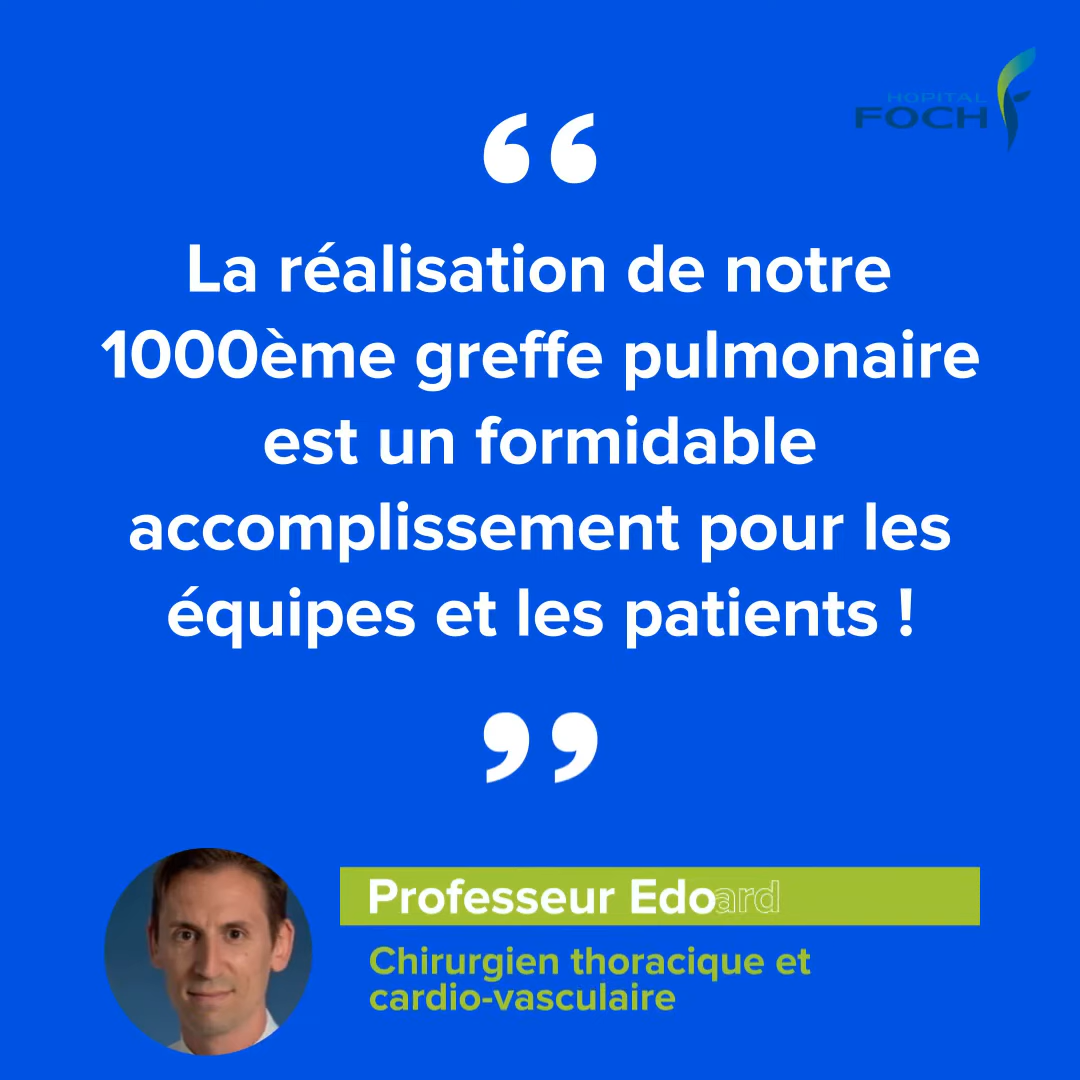 HOPITAL
FOCH
“
La réalisation de notre
1000ème greffe pulmonaire
est un formidable
accomplissement pour les
équipes et les patients !
”
Professeur Edoard
Chirurgien thoracique et
cardio-vasculaire